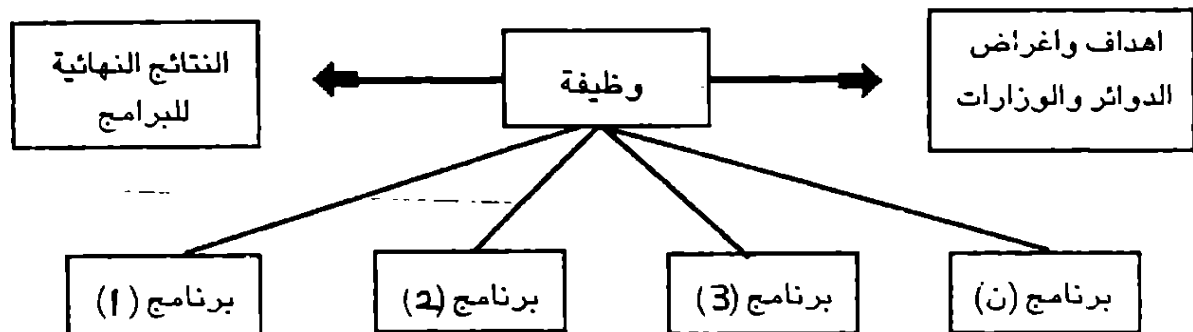 اهداف واغراض
الدوائر والوزارات
وظيفة
النتائج النهائية
للبرامج
برنامج (ن)
برنامج (3)
برنامج (2)
برنامج (1)